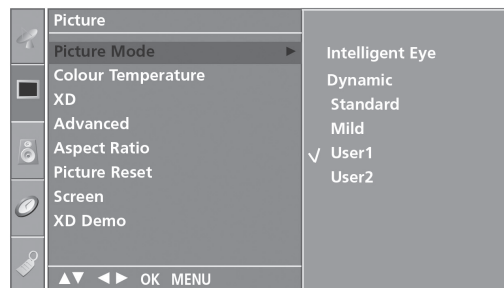 Picture
Picture Mode
Colour Temperature
XD
Advanced
Aspect Ratio
Picture Reset
Screen
XD Demo
OK MENU
Intelligent Eye
Dynamic
Standard
Mild
User1
User2